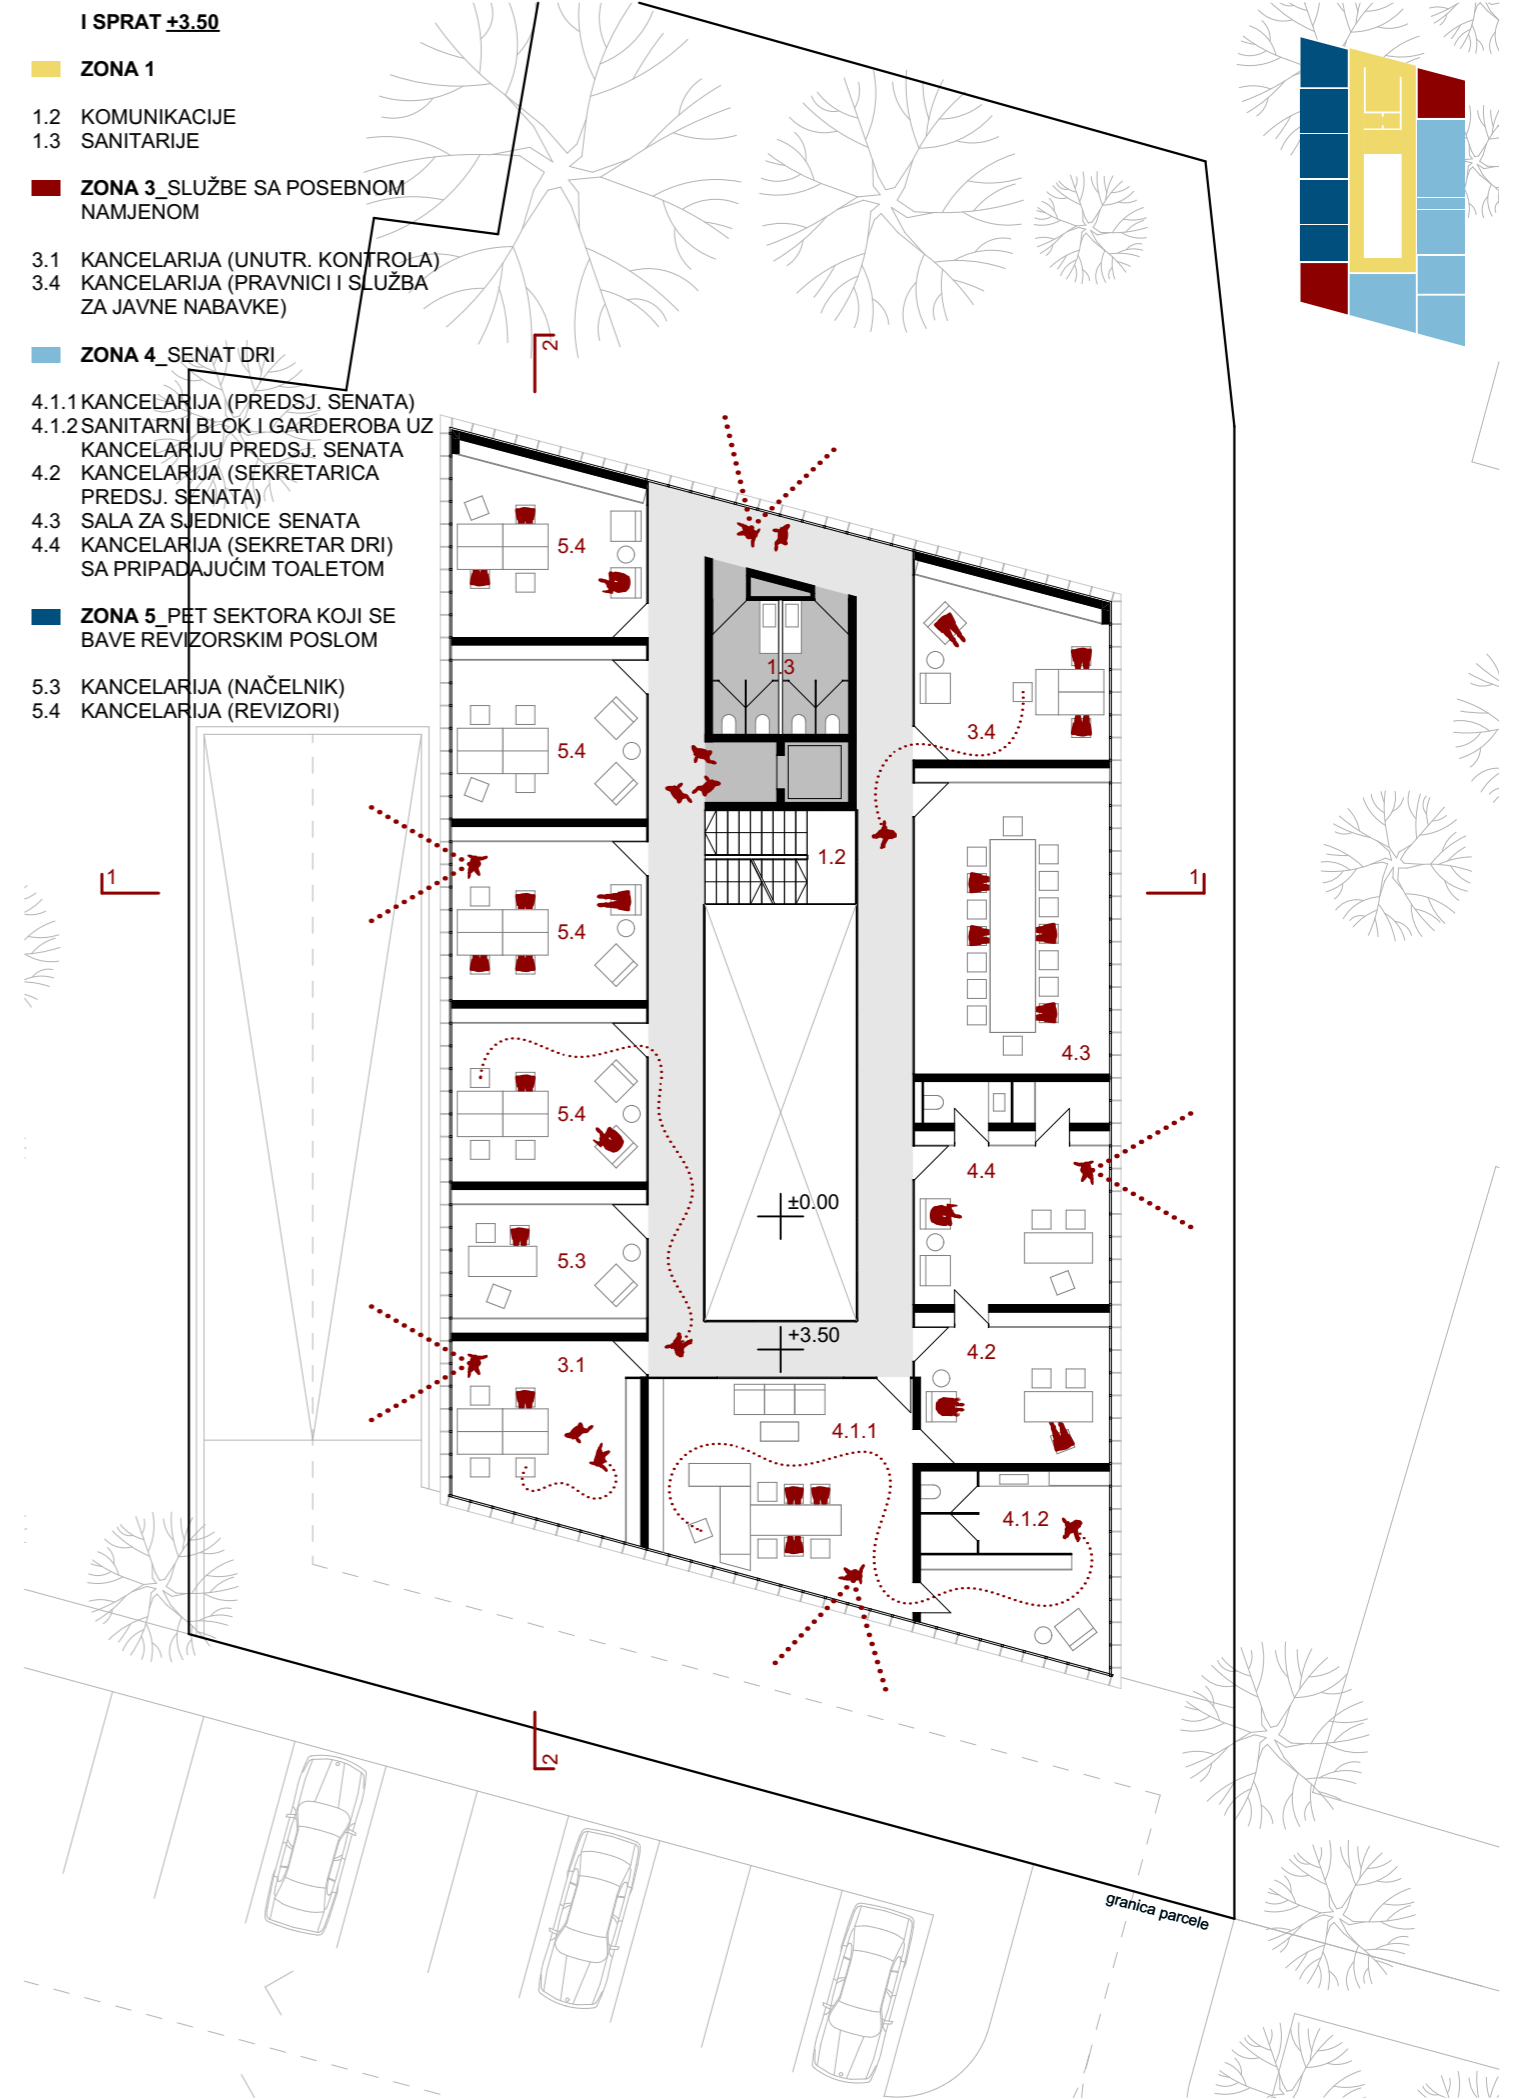 I SPRAT +3.50
ZONA 1
1.2 KOMUNIKACIJE
1.3 SANITARIJE
ZONA 3_SLUŽBE SA POSEBNOM
NAMJENOM
3.1 KANCELARIJA (UNUTR. KONTROLA)
3.4 KANCELARIJA (PRAVNICI I SLUŽBA
ZA JAVNE NABAVKE)
ZONA 4_SENAT DRI
4.1.1 KANCELARIJA (PREDSJ. SENATA)
4.1.2 SANITARNI BLOK I GARDEROBA UZ
KANCELARIJU PREDSJ. SENATA
4.2 KANCELARIJA (SEKRETARICA
PREDSJ. SENATA)
4.3 SALA ZA SJEDNICE SENATA
4.4 KANCELARIJA (SEKRETAR DRI)
SA PRIPADAJUĆIM TOALETOM
ZONA 5_PET SEKTORA KOJI SE
BAVE REVIZORSKIM POSLOM
5.3 KANCELARIJA (NAČELNIK)
5.4 KANCELARIJA (REVIZORI)
2
5.4
1.3
3.4
5.4
1.2
1
1
5.4
4.3
5.4
4.4
±0.00
5.3
+3.50
4.2
3.1
4.1.1
4.1.2
2
granica parcele